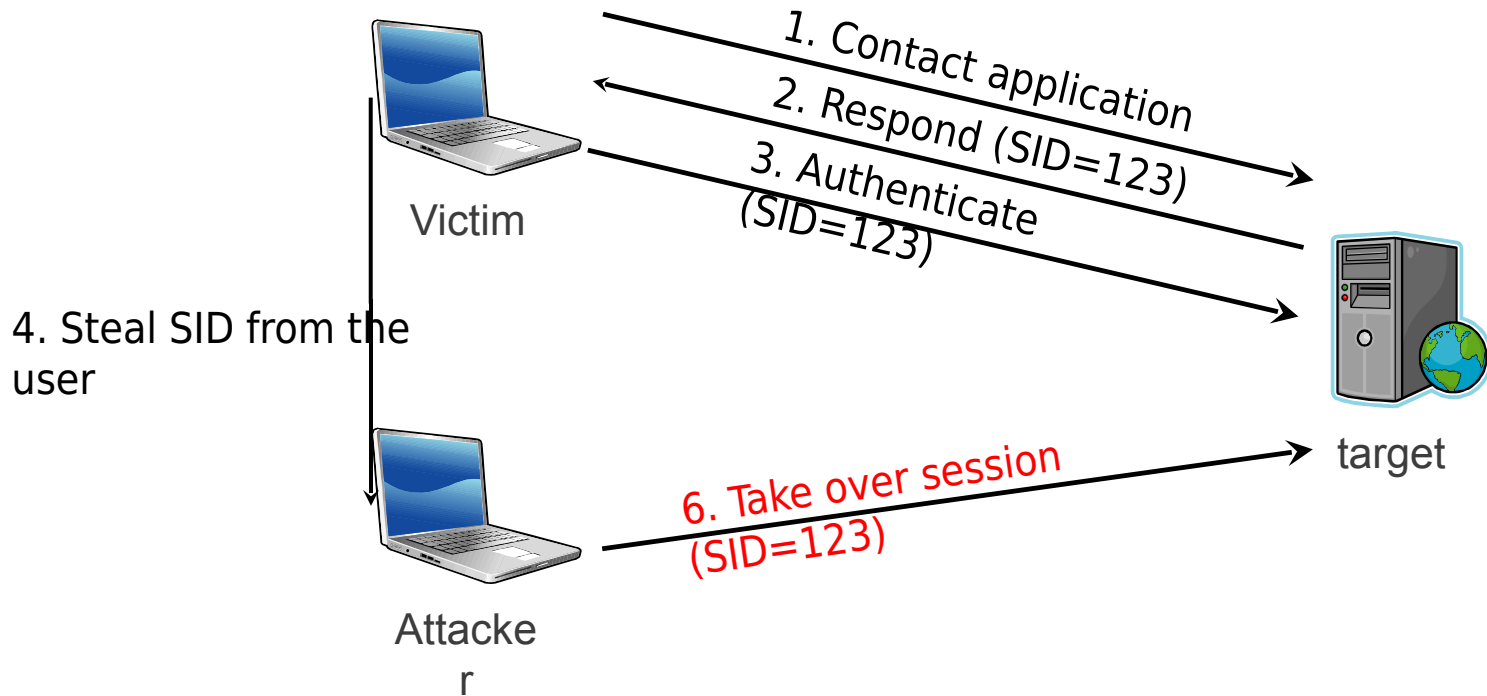 1. Contact application
2. Respond (SID=123)
3. Authenticate
(SID=123)
Victim
4. Steal SID from the
user
target
6. Take over session
(SID=123)
Attacke
r